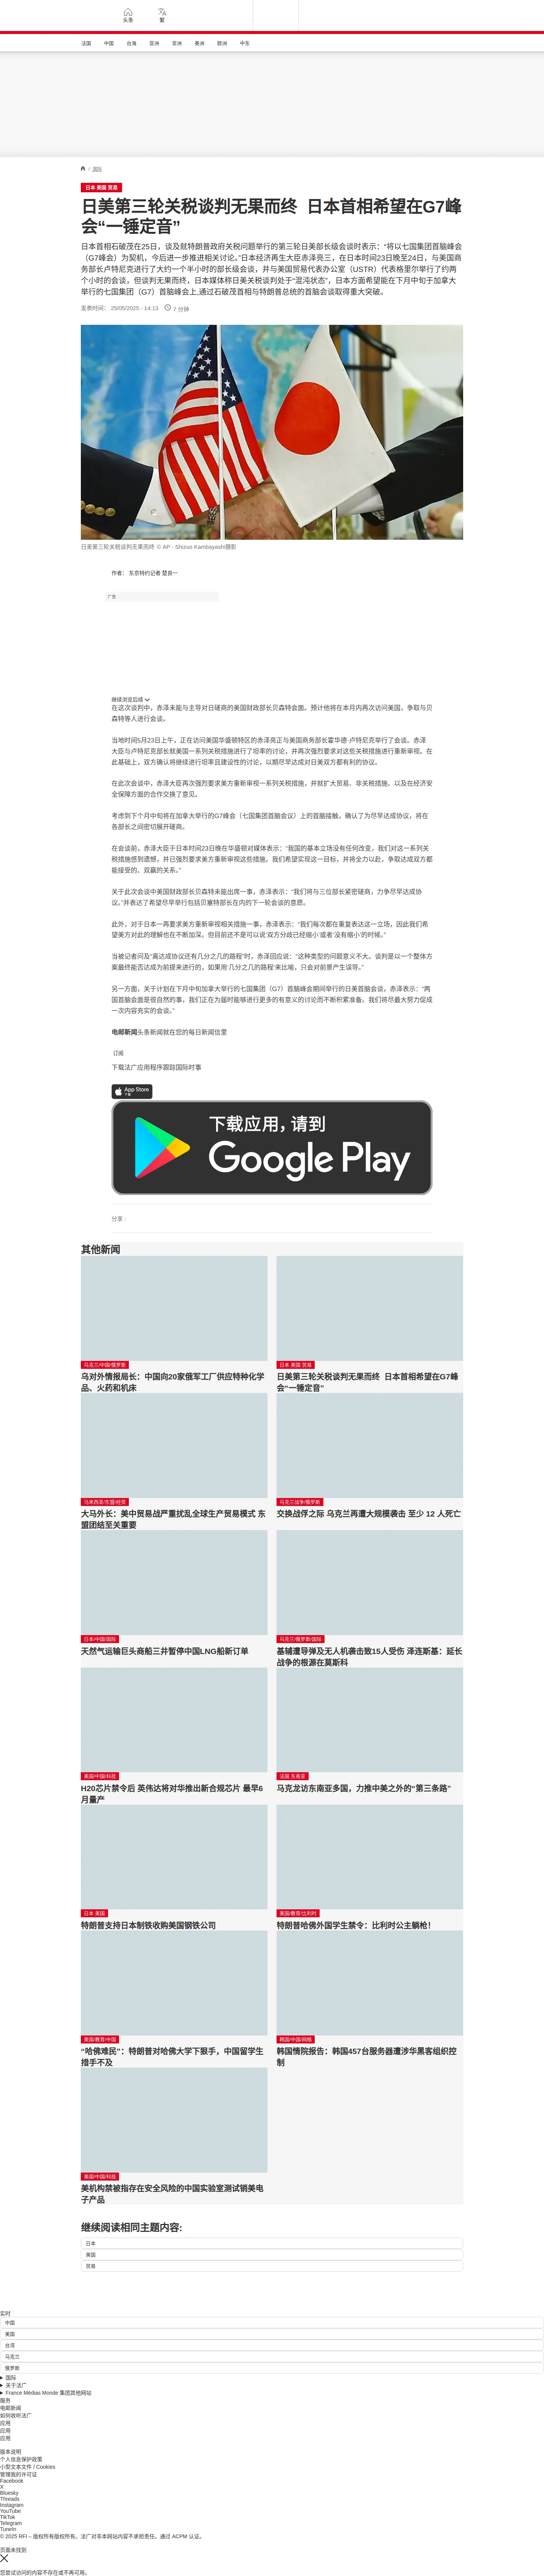 头条
繁
法国 中国 台海 亚洲 非洲 美洲 欧洲 中东
/ 国际
日本 美国 贸易
日美第三轮关税谈判无果而终  日本首相希望在G7峰
会“一锤定音”
日本首相石破茂在25日，谈及就特朗普政府关税问题举行的第三轮日美部长级会谈时表示：“将以七国集团首脑峰会
（G7峰会）为契机，今后进一步推进相关讨论。”日本经济再生大臣赤泽亮三，在日本时间23日晚至24日，与美国商
务部长卢特尼克进行了大约一个半小时的部长级会谈，并与美国贸易代表办公室（USTR）代表格里尔举行了约两
个小时的会谈，但谈判无果而终，日本媒体称日美关税谈判处于“混沌状态”，日本方面希望能在下月中旬于加拿大
举行的七国集团（G7）首脑峰会上,通过石破茂首相与特朗普总统的首脑会谈取得重大突破。
发表时间： 25/05/2025 - 14:13 7 分钟
日美第三轮关税谈判无果而终 © AP - Shizuo Kambayashi摄影
作者： 东京特约记者 楚良一
广告
继续浏览后续
在这次谈判中，赤泽未能与主导对日磋商的美国财政部长贝森特会面。预计他将在本月内再次访问美国，争取与贝
森特等人进行会谈。
当地时间5月23日上午，正在访问美国华盛顿特区的赤泽亮正与美国商务部长霍华德·卢特尼克举行了会谈。赤泽
大臣与卢特尼克部长就美国一系列关税措施进行了坦率的讨论，并再次强烈要求对这些关税措施进行重新审视。在
此基础上，双方确认将继续进行坦率且建设性的讨论，以期尽早达成对日美双方都有利的协议。
在此次会谈中，赤泽大臣再次强烈要求美方重新审视一系列关税措施，并就扩大贸易、非关税措施、以及在经济安
全保障方面的合作交换了意见。
考虑到下个月中旬将在加拿大举行的G7峰会（七国集团首脑会议）上的首脑接触，确认了为尽早达成协议，将在
各部长之间密切展开磋商。
在会谈前，赤泽大臣于日本时间23日晚在华盛顿对媒体表示：“我国的基本立场没有任何改变，我们对这一系列关
税措施感到遗憾，并已强烈要求美方重新审视这些措施。我们希望实现这一目标，并将全力以赴，争取达成双方都
能接受的、双赢的关系。”
关于此次会谈中美国财政部长贝森特未能出席一事，赤泽表示：“我们将与三位部长紧密磋商，力争尽早达成协
议。”并表达了希望尽早举行包括贝塞特部长在内的下一轮会谈的意愿。
此外，对于日本一再要求美方重新审视相关措施一事，赤泽表示：“我们每次都在重复表达这一立场，因此我们希
望美方对此的理解也在不断加深。但目前还不是可以说‘双方分歧已经缩小’或者‘没有缩小’的时候。”
当被记者问及“离达成协议还有几分之几的路程”时，赤泽回应说：“这种类型的问题意义不大。谈判是以一个整体方
案最终能否达成为前提来进行的，如果用‘几分之几的路程’来比喻，只会对前景产生误导。”
另一方面，关于计划在下月中旬加拿大举行的七国集团（G7）首脑峰会期间举行的日美首脑会谈，赤泽表示：“两
国首脑会面是很自然的事，我们正在为届时能够进行更多的有意义的讨论而不断积累准备。我们将尽最大努力促成
一次内容充实的会谈。”
电邮新闻头条新闻就在您的每日新闻信里
订阅
下载法广应用程序跟踪国际时事
App Store
下载
下载应用，请到
Google Play
分享 :
其他新闻
乌克兰/中国/俄罗斯
乌对外情报局长：中国向20家俄军工厂供应特种化学
品、火药和机床
日本 美国 贸易
日美第三轮关税谈判无果而终  日本首相希望在G7峰
会“一锤定音”
马来西亚/东盟/经贸
大马外长：美中贸易战严重扰乱全球生产贸易模式 东
盟团结至关重要
乌克兰战争/俄罗斯
交换战俘之际 乌克兰再遭大规模袭击 至少 12 人死亡
日本/中国/国际
天然气运输巨头商船三井暂停中国LNG船新订单
乌克兰/俄罗斯/国际
基辅遭导弹及无人机袭击致15人受伤 泽连斯基：延长
战争的根源在莫斯科
美国/中国/科技
H20芯片禁令后 英伟达将对华推出新合规芯片 最早6
月量产
法国 东南亚
马克龙访东南亚多国，力推中美之外的“第三条路”
日本 美国
特朗普支持日本制铁收购美国钢铁公司
美国/教育/比利时
特朗普哈佛外国学生禁令：比利时公主躺枪！
美国/教育/中国
“哈佛难民”：特朗普对哈佛大学下狠手，中国留学生
措手不及
韩国/中国/网络
韩国情院报告：韩国457台服务器遭涉华黑客组织控
制
美国/中国/科技
美机构禁被指存在安全风险的中国实验室测试销美电
子产品
继续阅读相同主题内容:
日本
美国
贸易
实时
中国
美国
台湾
乌克兰
俄罗斯
国际
关于法广
France Médias Monde 集团其他网站
服务
电邮新闻
如何收听法广
应用
应用
应用
版本说明
个人信息保护政策
小型文本文件 / Cookies
管理我的许可证
Facebook
X
Bluesky
Threads
Instagram
YouTube
TikTok
Telegram
TuneIn
© 2025 RFI – 版权所有版权所有。法广对非本网站内容不承担责任。通过 ACPM 认证。
页面未找到
您尝试访问的内容不存在或不再可用。